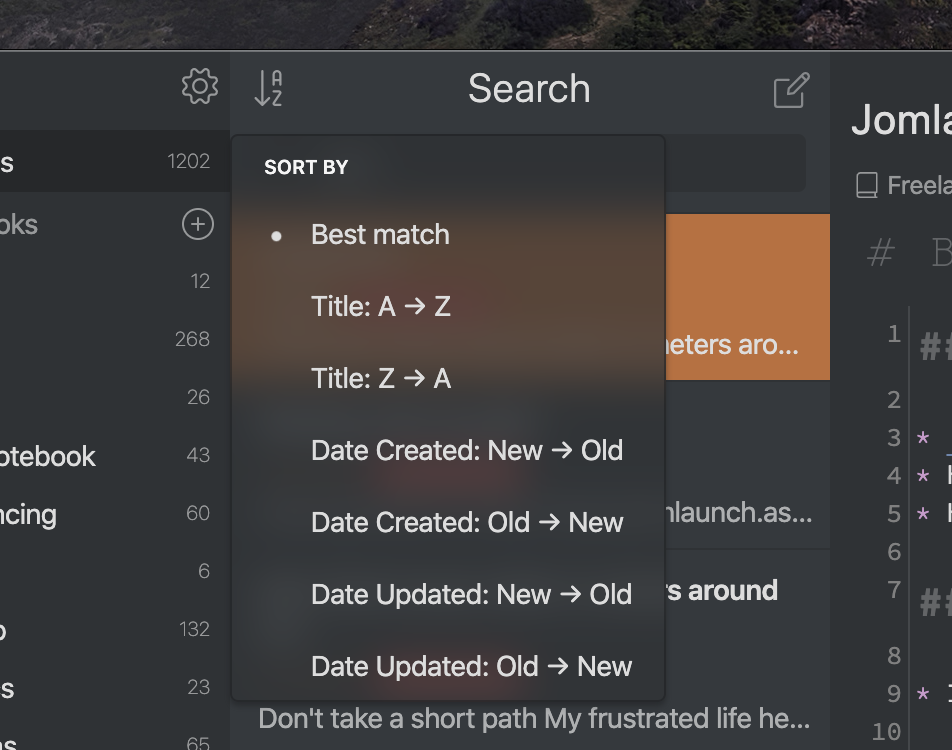 Search
s 1202
SORT BY
Best match
Title: A → Z
Title: Z → A
Date Created: New → Old
Date Created: Old → New
Date Updated: New → Old
Date Updated: Old → New
oks
12
268
26
otebook 43
ncing 60
6
132
cs 23
65
eters aro...
nlaunch.as...
s around
Don't take a short path My frustrated life he...
Jomla
Freela
# B
1 ##
2
3 *
4 *
5 *
6
7 ##
8
9 *
10